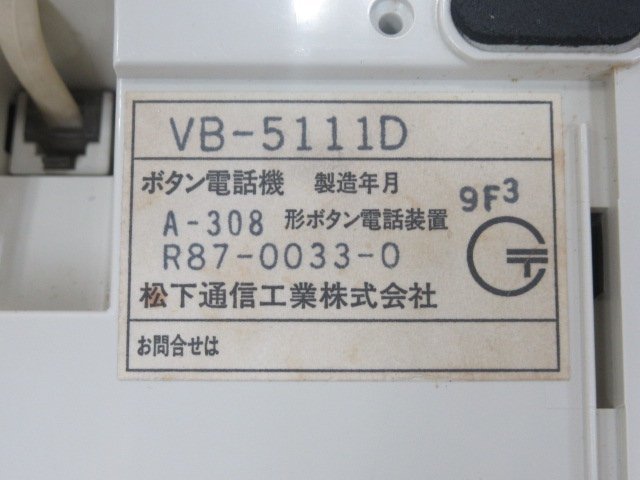 VB-5111D
ボタン電話機 製造年月 9F3
A-308 形ボタン電話装置
R87-0033-0
松下通信工業株式会社
お問合せは